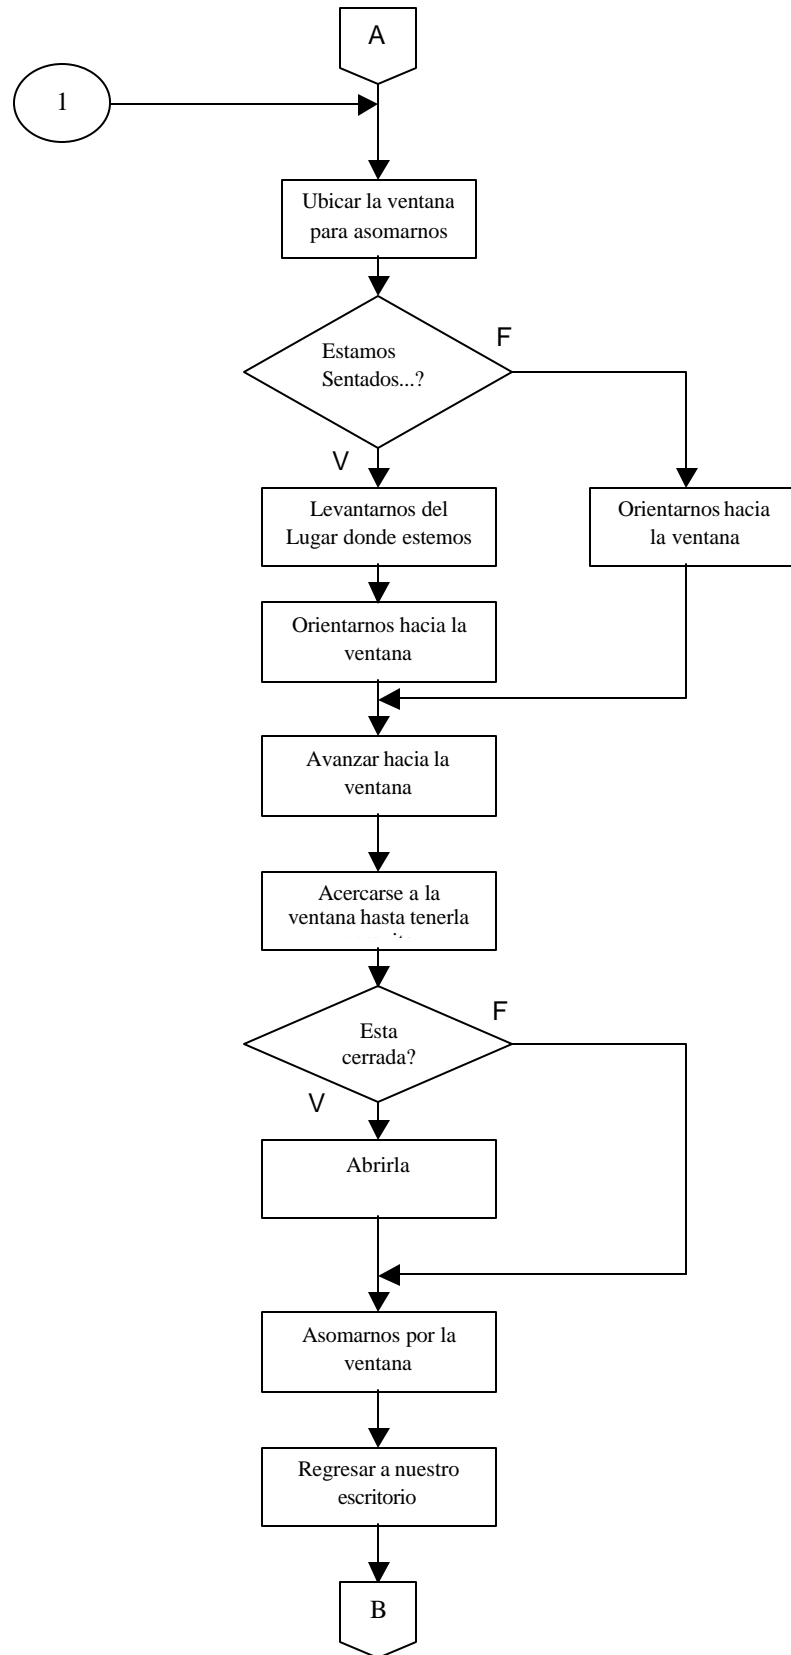 A
1
Ubicar la ventana
para asomarnos
Estamos
Sentados...?
F
V
Levantarnos del
Lugar donde estemos
Orientarnos hacia
la ventana
Orientarnos hacia la
ventana
Avanzar hacia la
ventana
Acercarse a la
ventana hasta tenerla
Esta
cerrada?
F
V
Abrirla
Asomarnos por la
ventana
Regresar a nuestro
escritorio
B